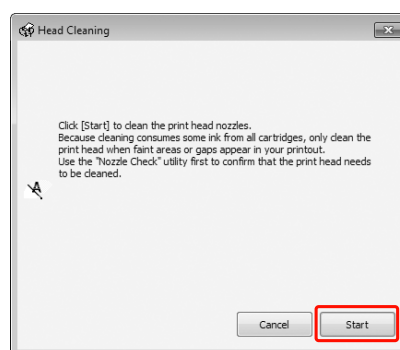 Head Cleaning
Click [Start] to clean the print head nozzles.
Because cleaning consumes some ink from all cartridges, only clean the
print head when faint areas or gaps appear in your printout.
Use the "Nozzle Check" utility first to confirm that the print head needs
to be cleaned.
A
Cancel Start